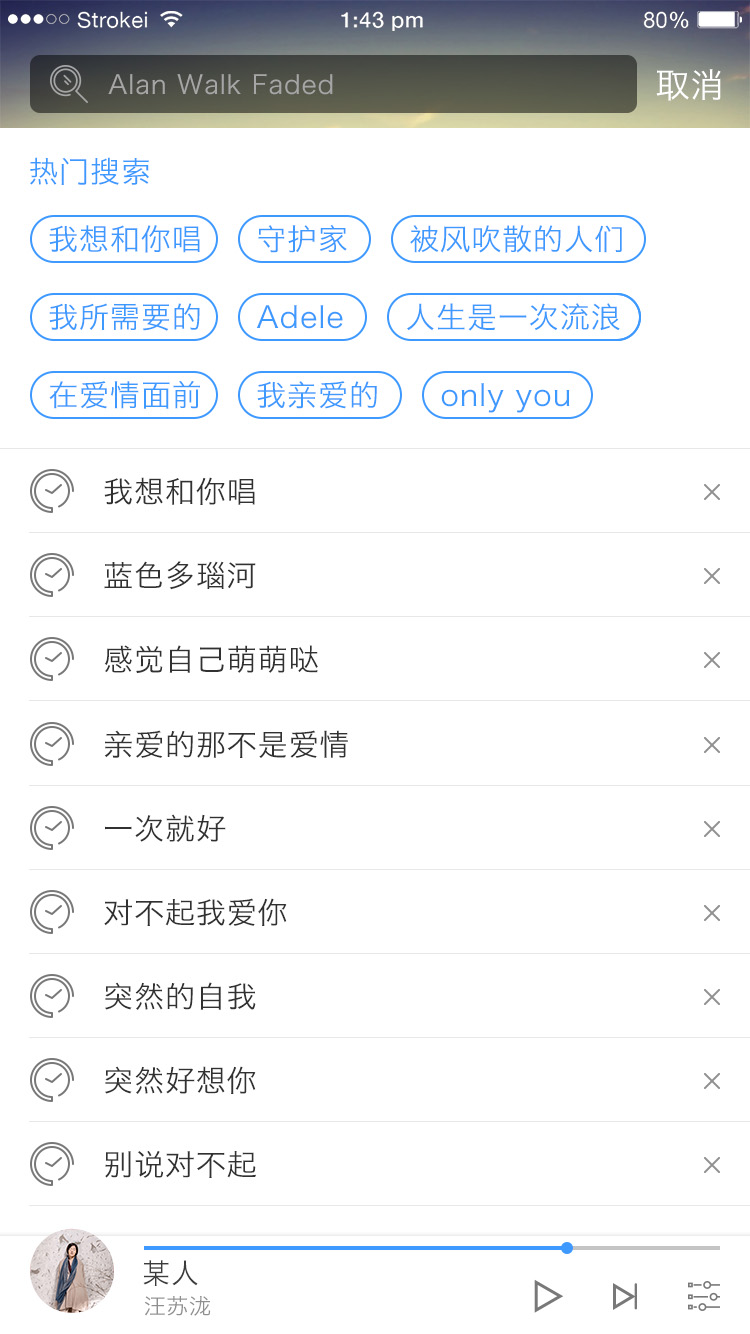 Strokei 1:43 pm 80%
Alan Walk Faded 取消
热门搜索
我想和你唱 守护家 被风吹散的人们
我所需要的 Adele 人生是一次流浪
在爱情面前 我亲爱的 only you
我想和你唱
蓝色多瑙河
感觉自己萌萌哒
亲爱的那不是爱情
一次就好
对不起我爱你
突然的自我
突然好想你
别说对不起
某人
汪苏泷